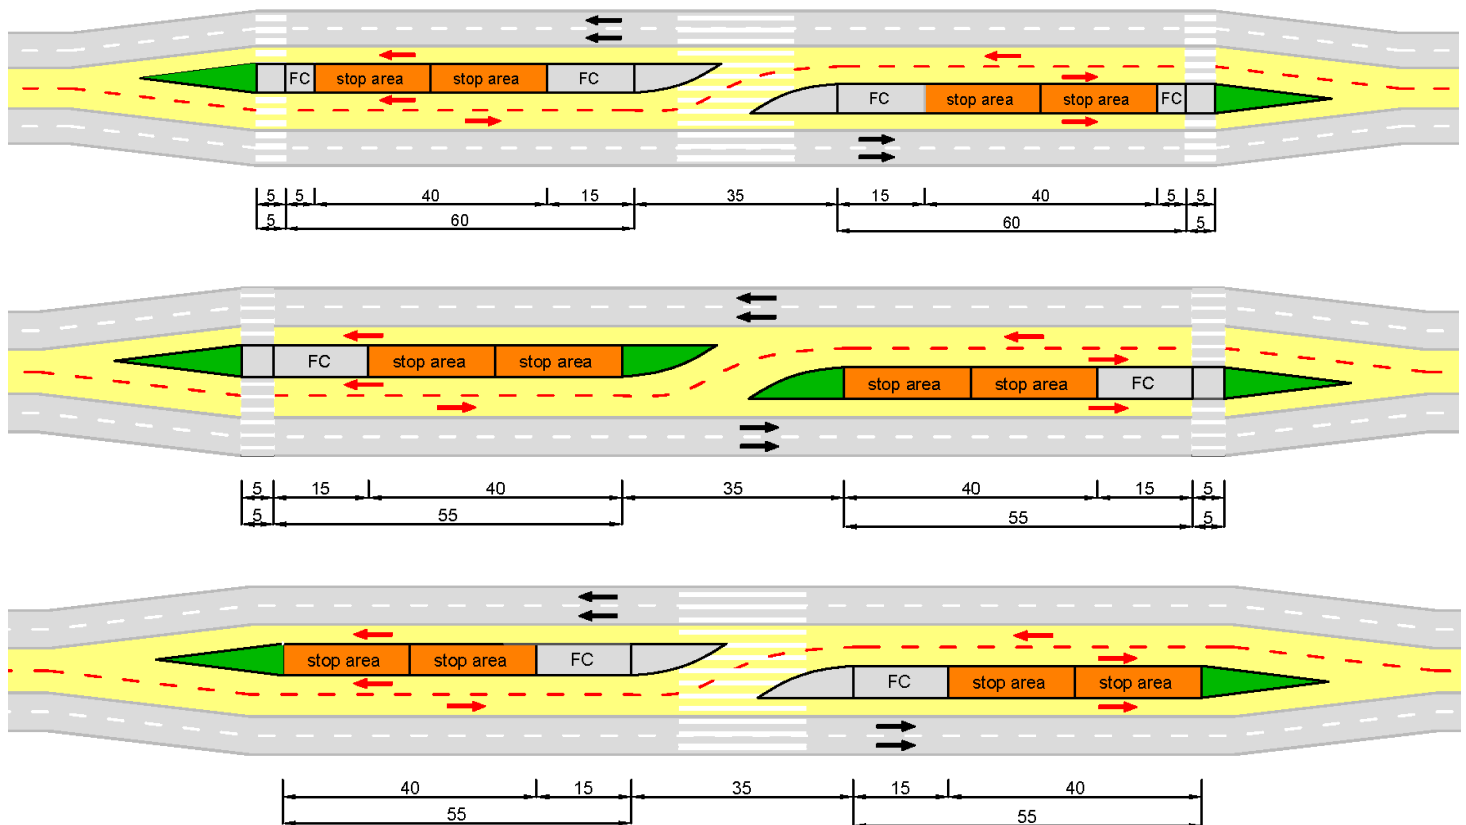 FC stop area stop area FC
FC stop area stop area FC
5 5 40 15 35 15 40 5 5
5 60 60 5
FC stop area stop area
stop area stop area FC
5 15 40 35 40 15 5
5 55 55 5
stop area stop area FC
FC stop area stop area
40 15 35 15 40
55 55